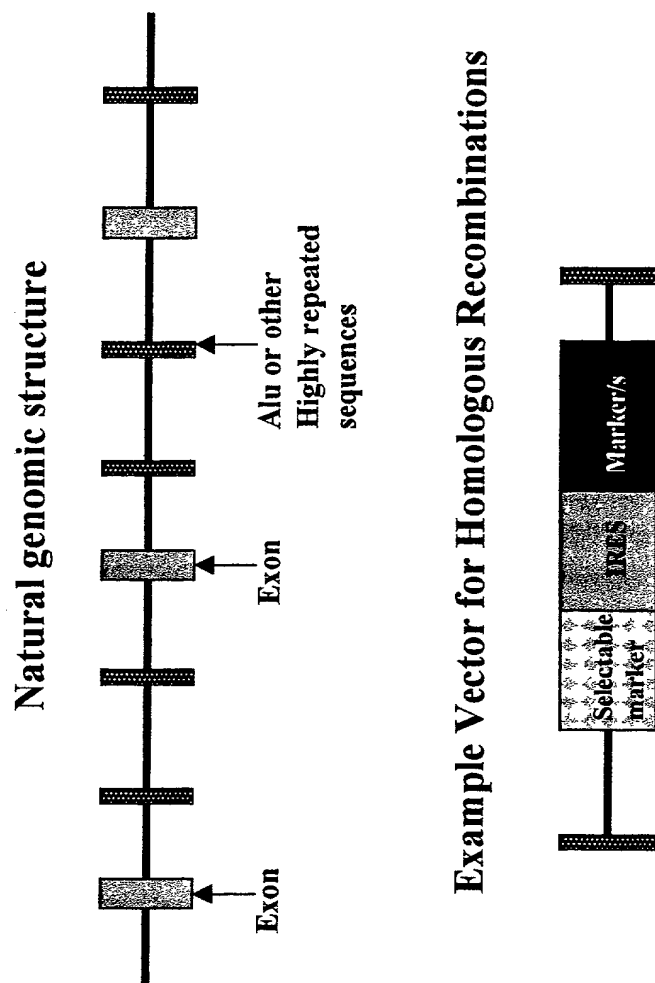 Natural genomic structure
Exon
Exon
Alu or other
Highly repeated
sequences
Example Vector for Homologous Recombinations
Selectable
marker
IRES
Marker/s